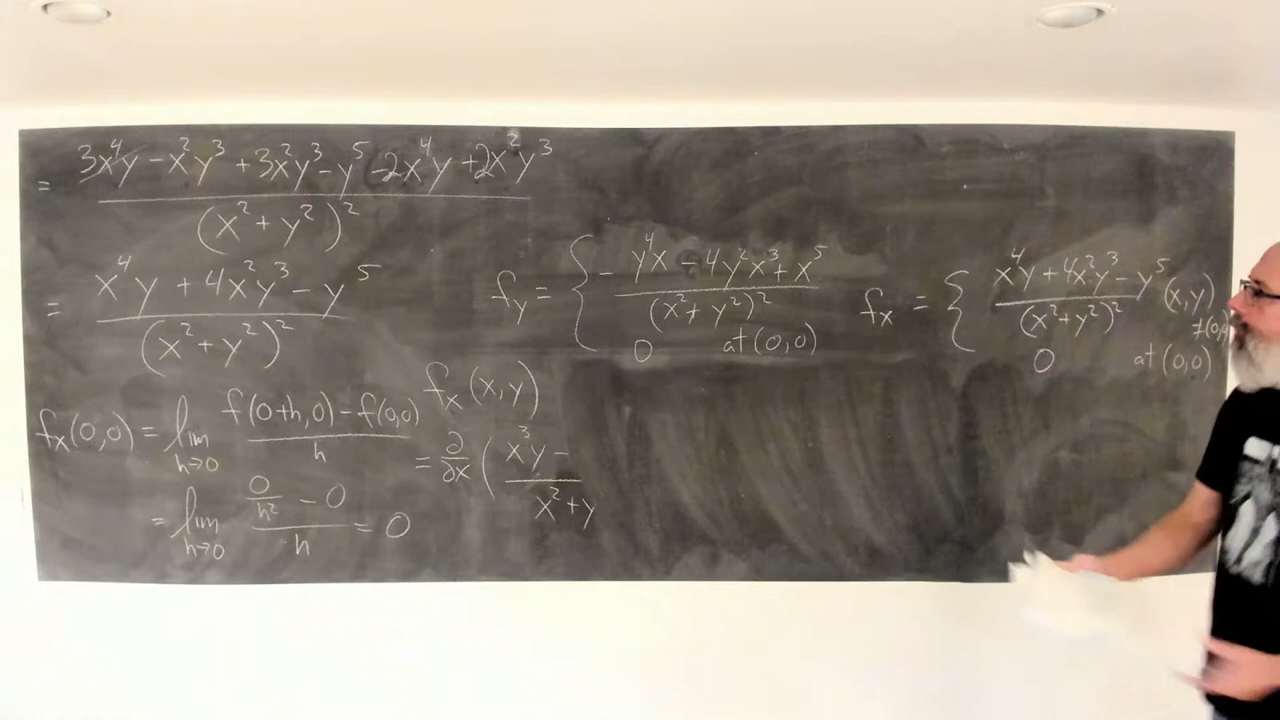 = (3x⁴y - x²y³ + 3x²y³ - y⁵ - 2x⁴y + 2x²y³) / (x² + y²)²
= (x⁴y + 4x²y³ - y⁵) / (x² + y²)²
f_x(0,0) = lim_{h→0} (f(0+h,0) - f(0,0)) / h
= lim_{h→0} (0/h² - 0) / h = 0
f_x(x,y)
= ∂/∂x ( (x³y - / x² + y
f_y = { - (y⁴x - 4y²x³ + x⁵) / (x² + y²)²
0 at (0,0)
f_x = { (x⁴y + 4x²y³ - y⁵) / (x² + y²)² (x,y)
≠(0,0
0 at (0,0)